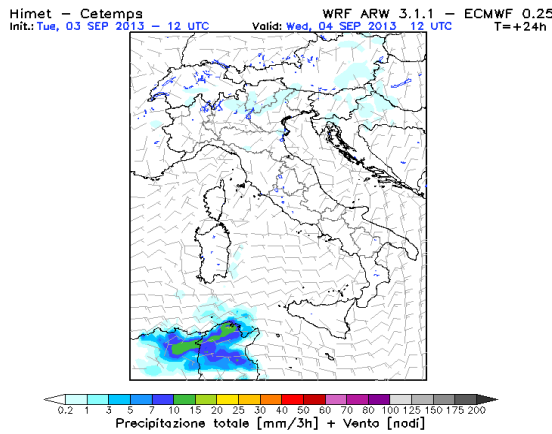 Himet – Cetemps WRF ARW 3.1.1 – ECMWF 0.25
Init.: Tue, 03 SEP 2013 – 12 UTC Valid: Wed, 04 SEP 2013 12 UTC T=+24h
0.2 1 3 5 7 10 15 20 25 30 40 50 60 70 80 100 125 150 175 200
Precipitazione totale [mm/3h] + Vento [nodi]